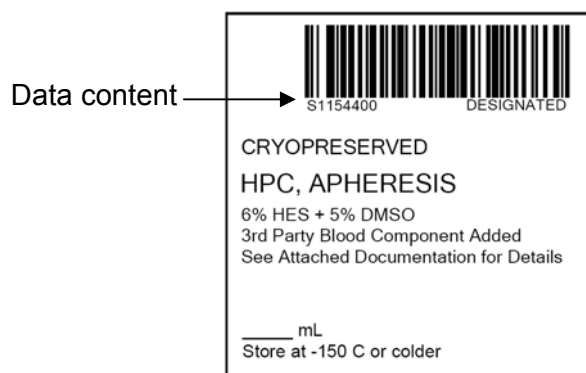 Data content
S1154400 DESIGNATED
CRYOPRESERVED
HPC, APHERESIS
6% HES + 5% DMSO
3rd Party Blood Component Added
See Attached Documentation for Details
_____ mL
Store at -150 C or colder